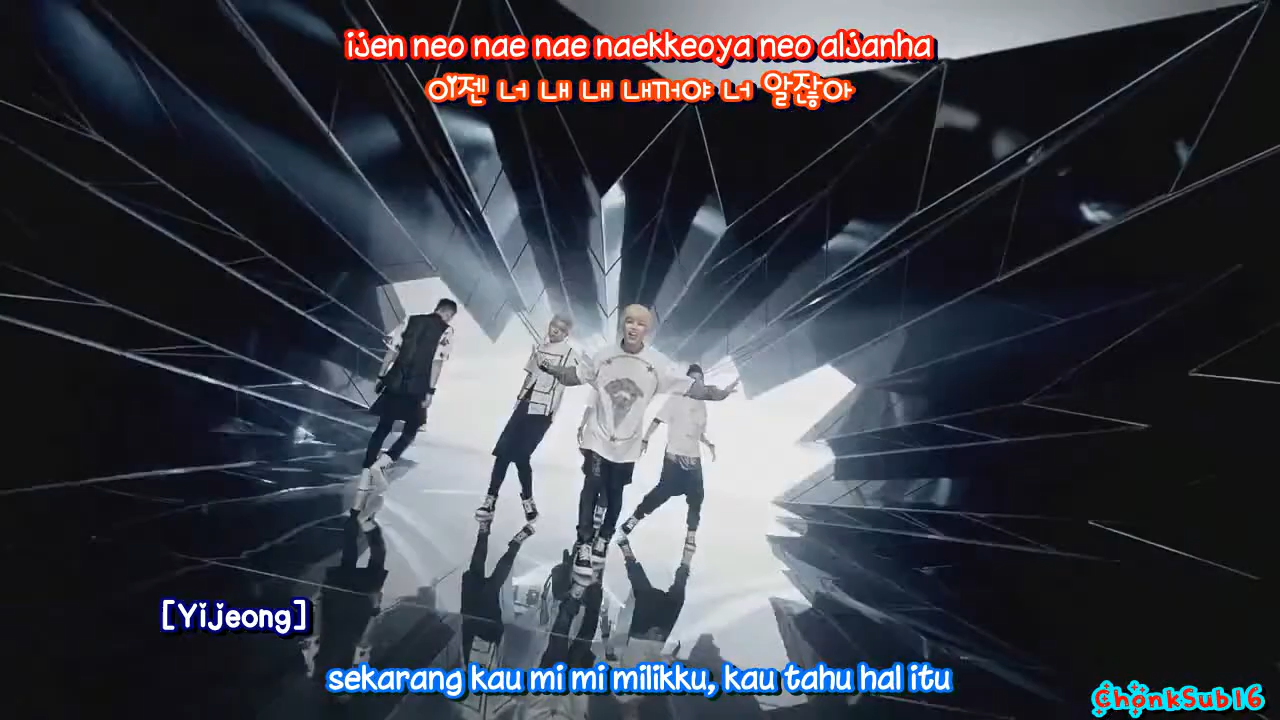 ijen neo nae nae naekkeoya neo aljanha
이젠 너 내 내 내꺼야 너 알잖아
[Yijeong]
sekarang kau mi mi milikku, kau tahu hal itu
ChonkSub16